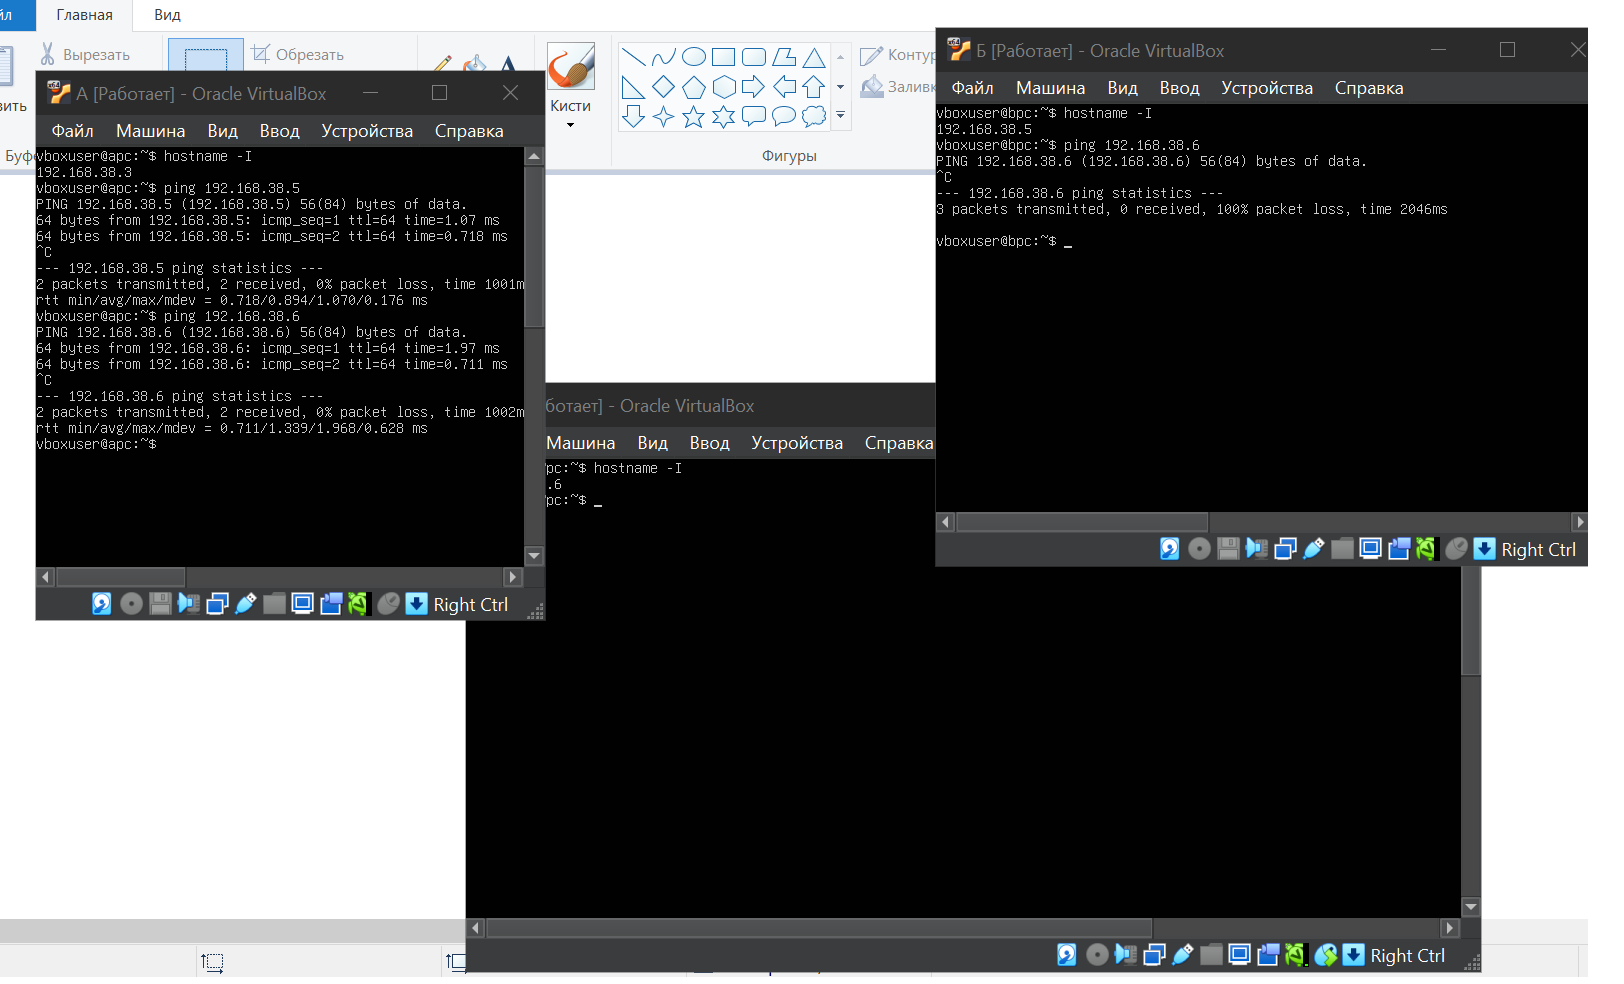 Главная
Вид
Вырезать
Обрезать
Кисти
Фигуры
А [Работает] - Oracle VirtualBox
Файл Машина Вид Ввод Устройства Справка
vboxuser@apc:~$ hostname -I
192.168.38.3
vboxuser@apc:~$ ping 192.168.38.5
PING 192.168.38.5 (192.168.38.5) 56(84) bytes of data.
64 bytes from 192.168.38.5: icmp_seq=1 ttl=64 time=1.07 ms
64 bytes from 192.168.38.5: icmp_seq=2 ttl=64 time=0.718 ms
^C
--- 192.168.38.5 ping statistics ---
2 packets transmitted, 2 received, 0% packet loss, time 1001m
rtt min/avg/max/mdev = 0.718/0.894/1.070/0.176 ms
vboxuser@apc:~$ ping 192.168.38.6
PING 192.168.38.6 (192.168.38.6) 56(84) bytes of data.
64 bytes from 192.168.38.6: icmp_seq=1 ttl=64 time=1.97 ms
64 bytes from 192.168.38.6: icmp_seq=2 ttl=64 time=0.711 ms
^C
--- 192.168.38.6 ping statistics ---
2 packets transmitted, 2 received, 0% packet loss, time 1002m
rtt min/avg/max/mdev = 0.711/1.339/1.968/0.628 ms
vboxuser@apc:~$
Right Ctrl
Б [Работает] - Oracle VirtualBox
Файл Машина Вид Ввод Устройства Справка
vboxuser@bpc:~$ hostname -I
192.168.38.5
vboxuser@bpc:~$ ping 192.168.38.6
PING 192.168.38.6 (192.168.38.6) 56(84) bytes of data.
^C
--- 192.168.38.6 ping statistics ---
3 packets transmitted, 0 received, 100% packet loss, time 2046ms
vboxuser@bpc:~$ _
Right Ctrl
ботает] - Oracle VirtualBox
Машина Вид Ввод Устройства Справка
pc:~$ hostname -I
.6
pc:~$ _
Right Ctrl